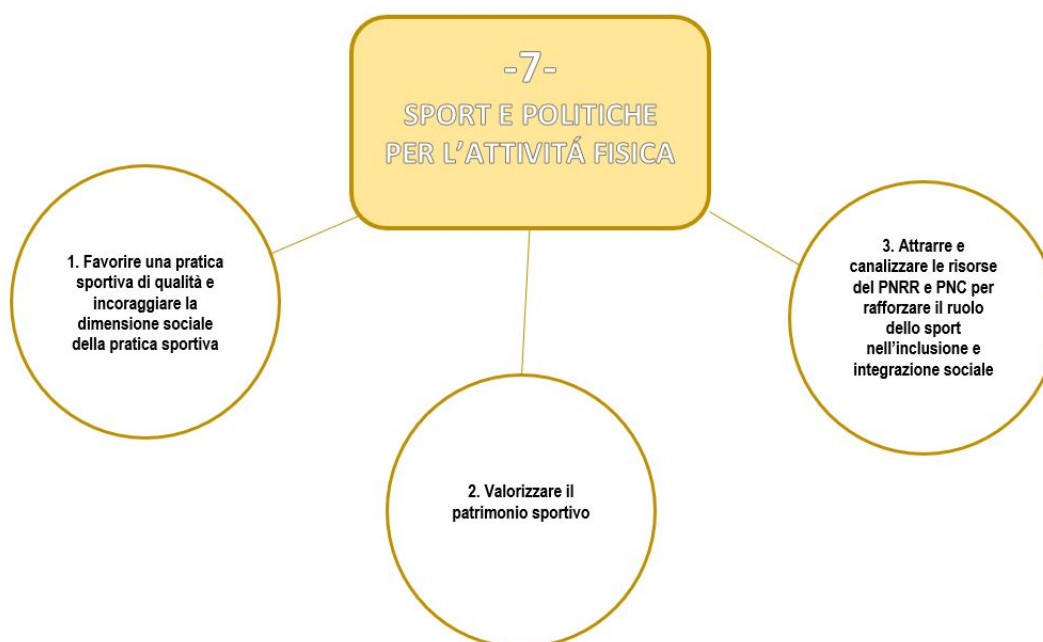 -7-
SPORT E POLITICHE
PER L'ATTIVITÁ FISICA
1. Favorire una pratica
sportiva di qualità e
incoraggiare la
dimensione sociale
della pratica sportiva
2. Valorizzare il
patrimonio sportivo
3. Attrarre e
canalizzare le risorse
del PNRR e PNC per
rafforzare il ruolo
dello sport
nell'inclusione e
integrazione sociale